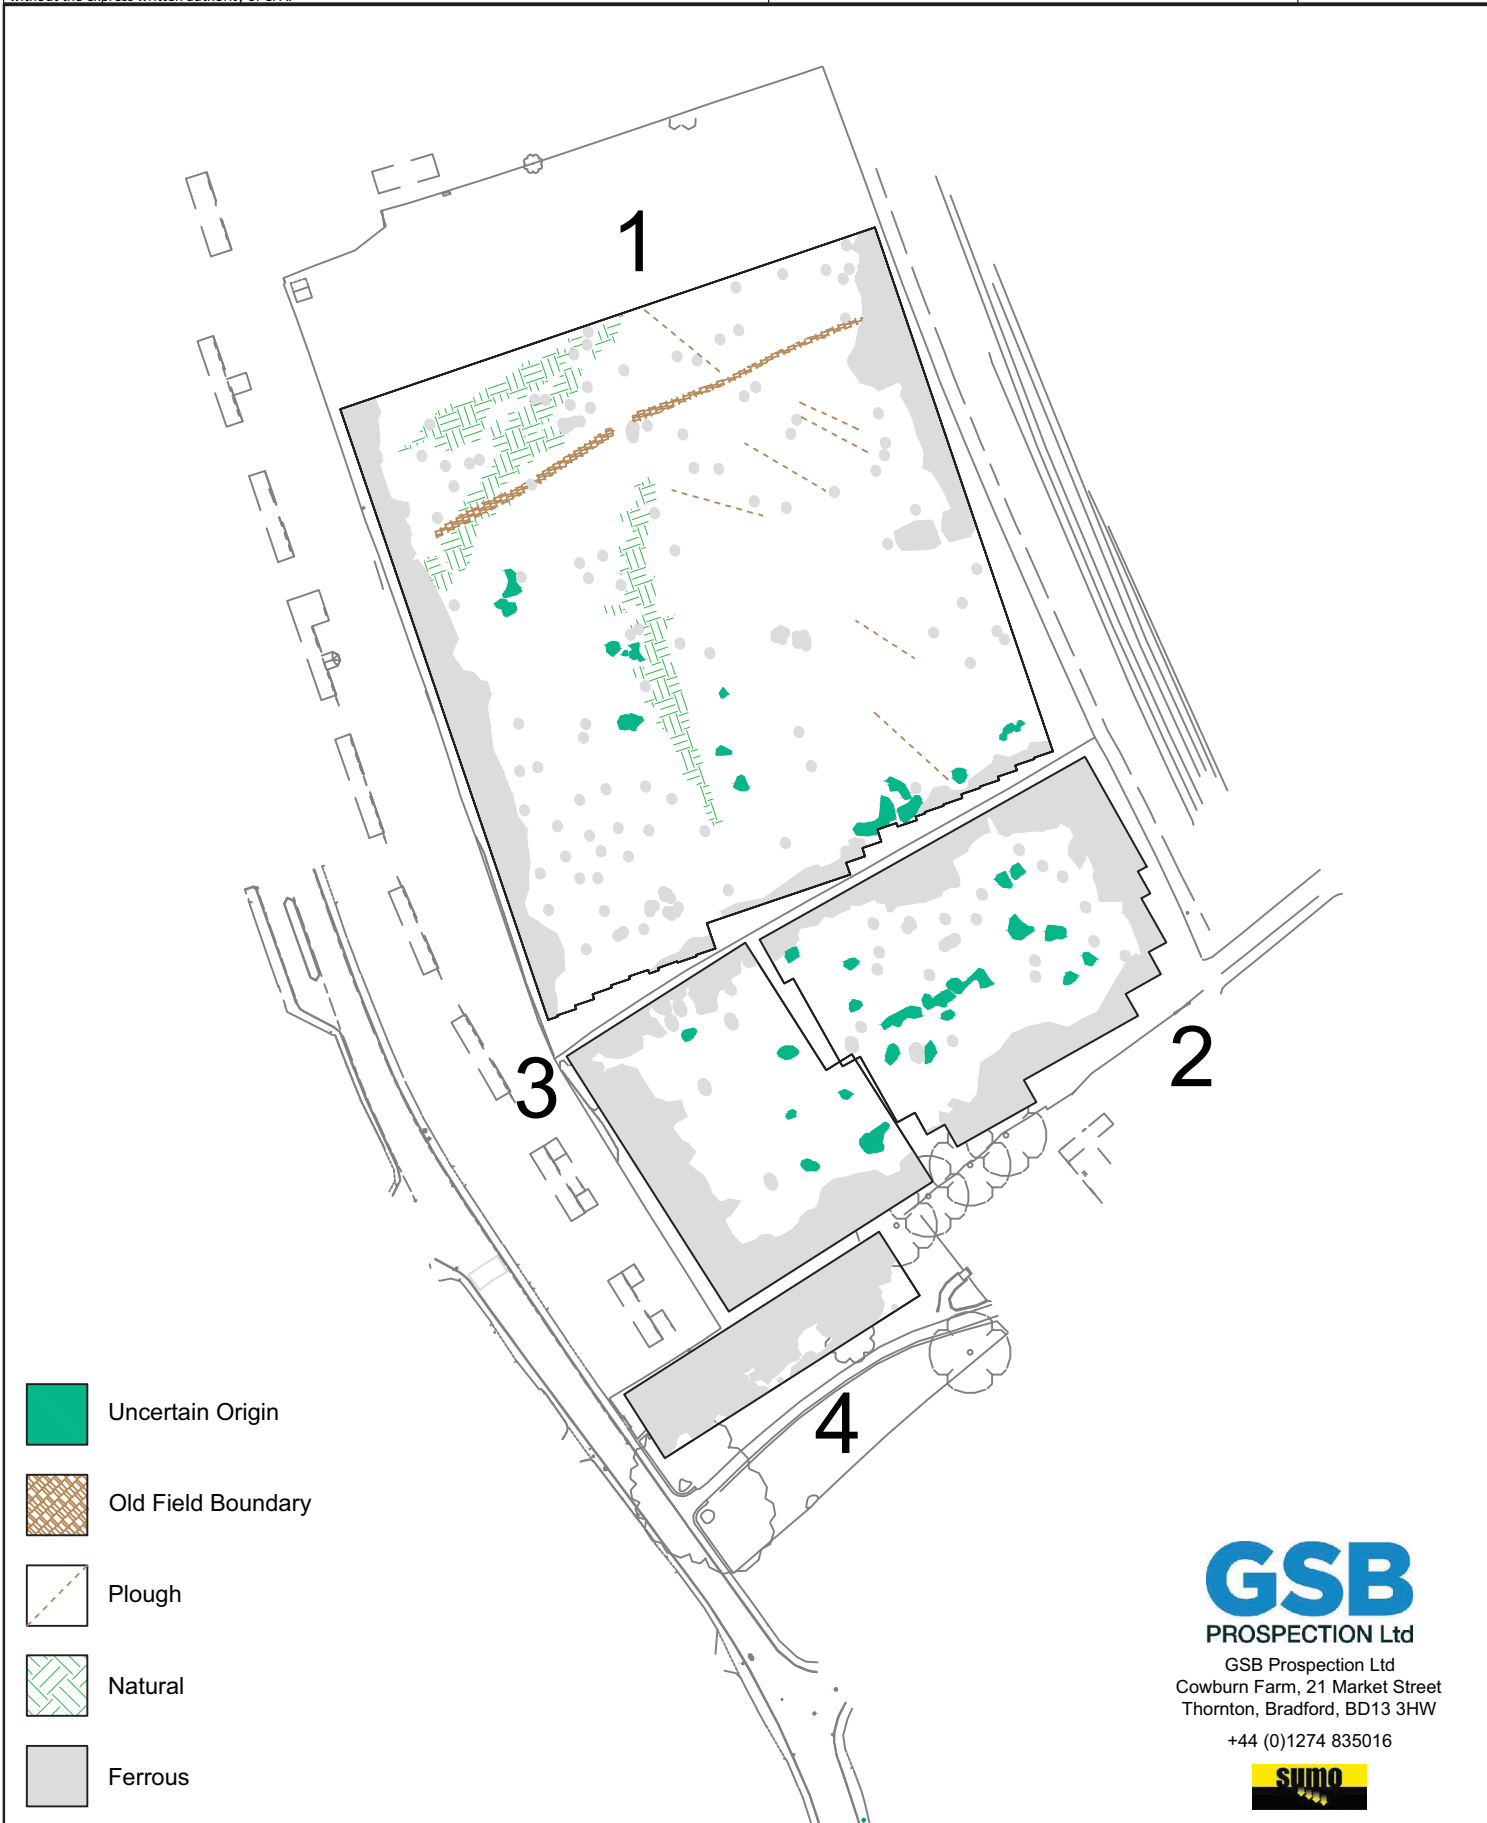 1
2
3
4
Uncertain Origin
Old Field Boundary
Plough
Natural
Ferrous
GSB
PROSPECTION Ltd
GSB Prospection Ltd
Cowburn Farm, 21 Market Street
Thornton, Bradford, BD13 3HW
+44 (0)1274 835016
sumo